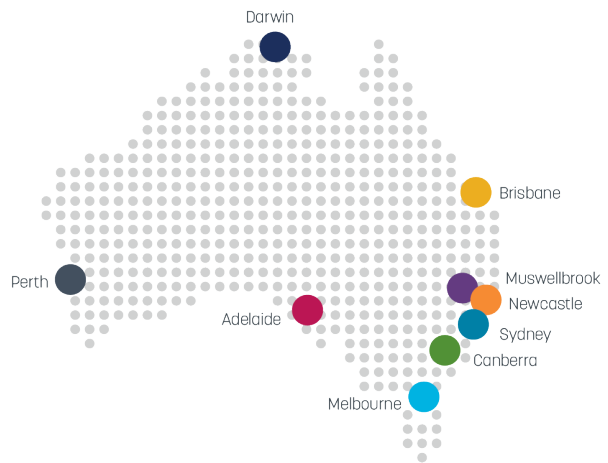 Darwin
Brisbane
Muswellbrook
Perth
Newcastle
Adelaide
Sydney
Canberra
Melbourne